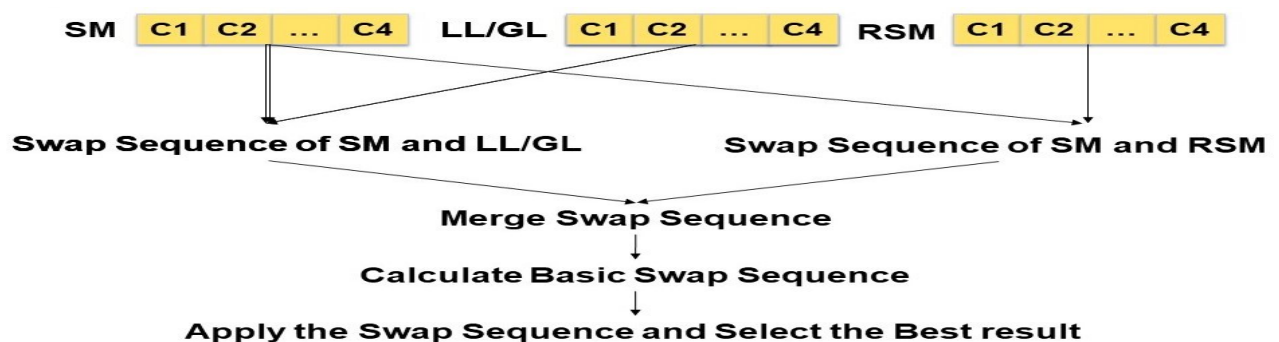 SM C1 C2 ... C4 LL/GL C1 C2 ... C4 RSM C1 C2 ... C4
Swap Sequence of SM and LL/GL Swap Sequence of SM and RSM
Merge Swap Sequence
Calculate Basic Swap Sequence
Apply the Swap Sequence and Select the Best result